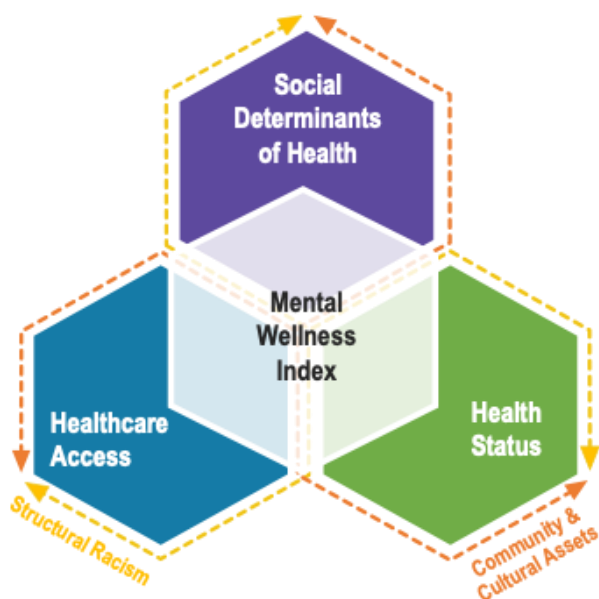 Social
Determinants
of Health
Mental
Wellness
Index
Healthcare
Access
Health
Status
Structural Racism
Community &
Cultural Assets